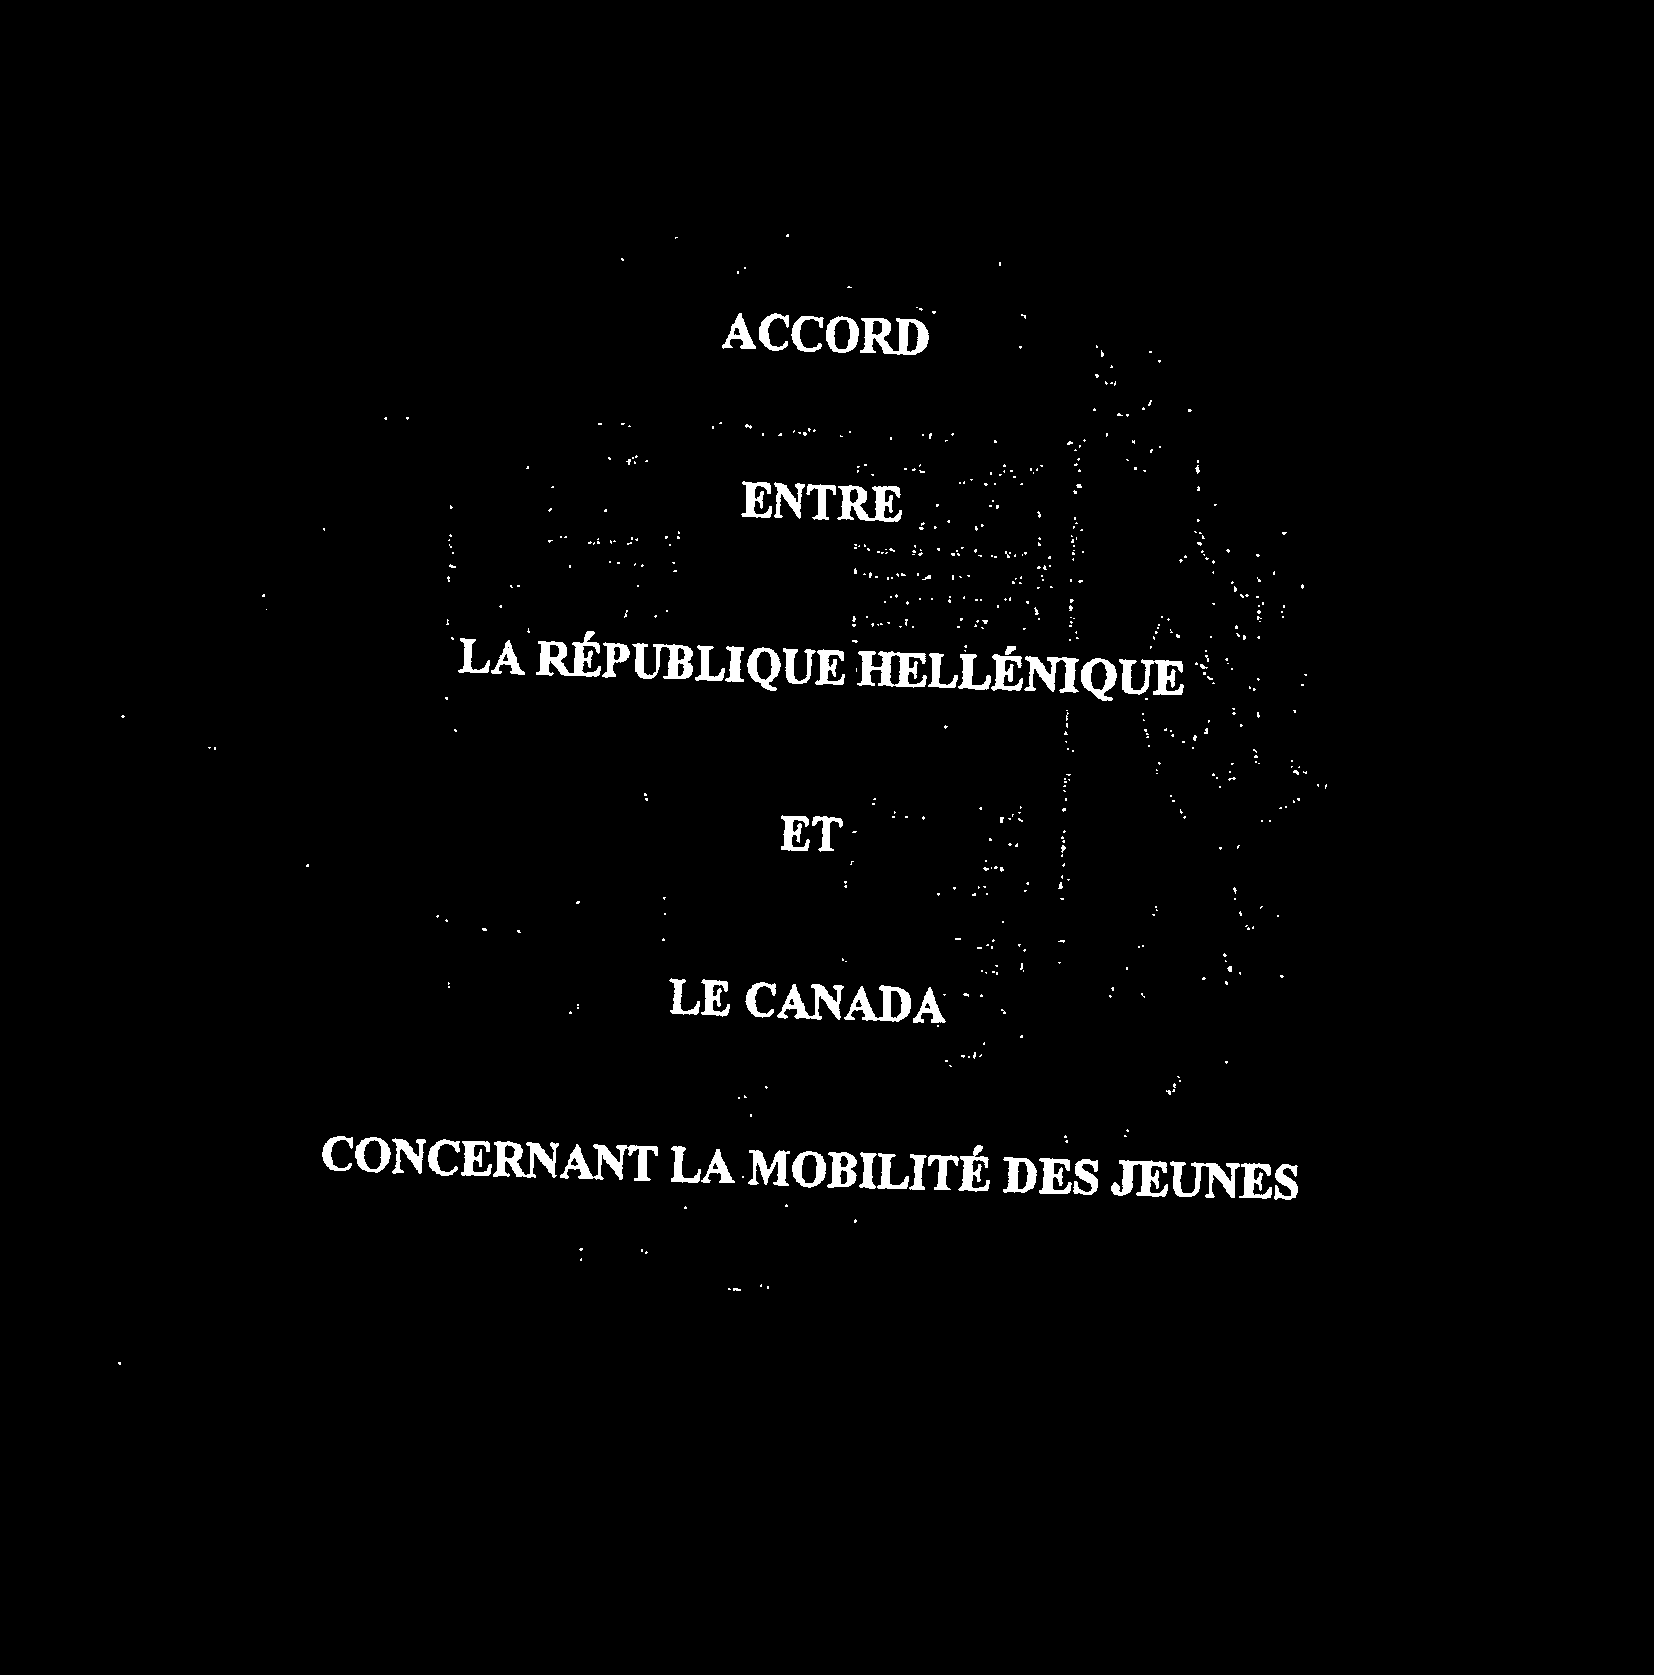 ACCORD
ENTRE
LA RÉPUBLIQUE HELLÉNIQUE
ET
LE CANADA
CONCERNANT LA MOBILITÉ DES JEUNES